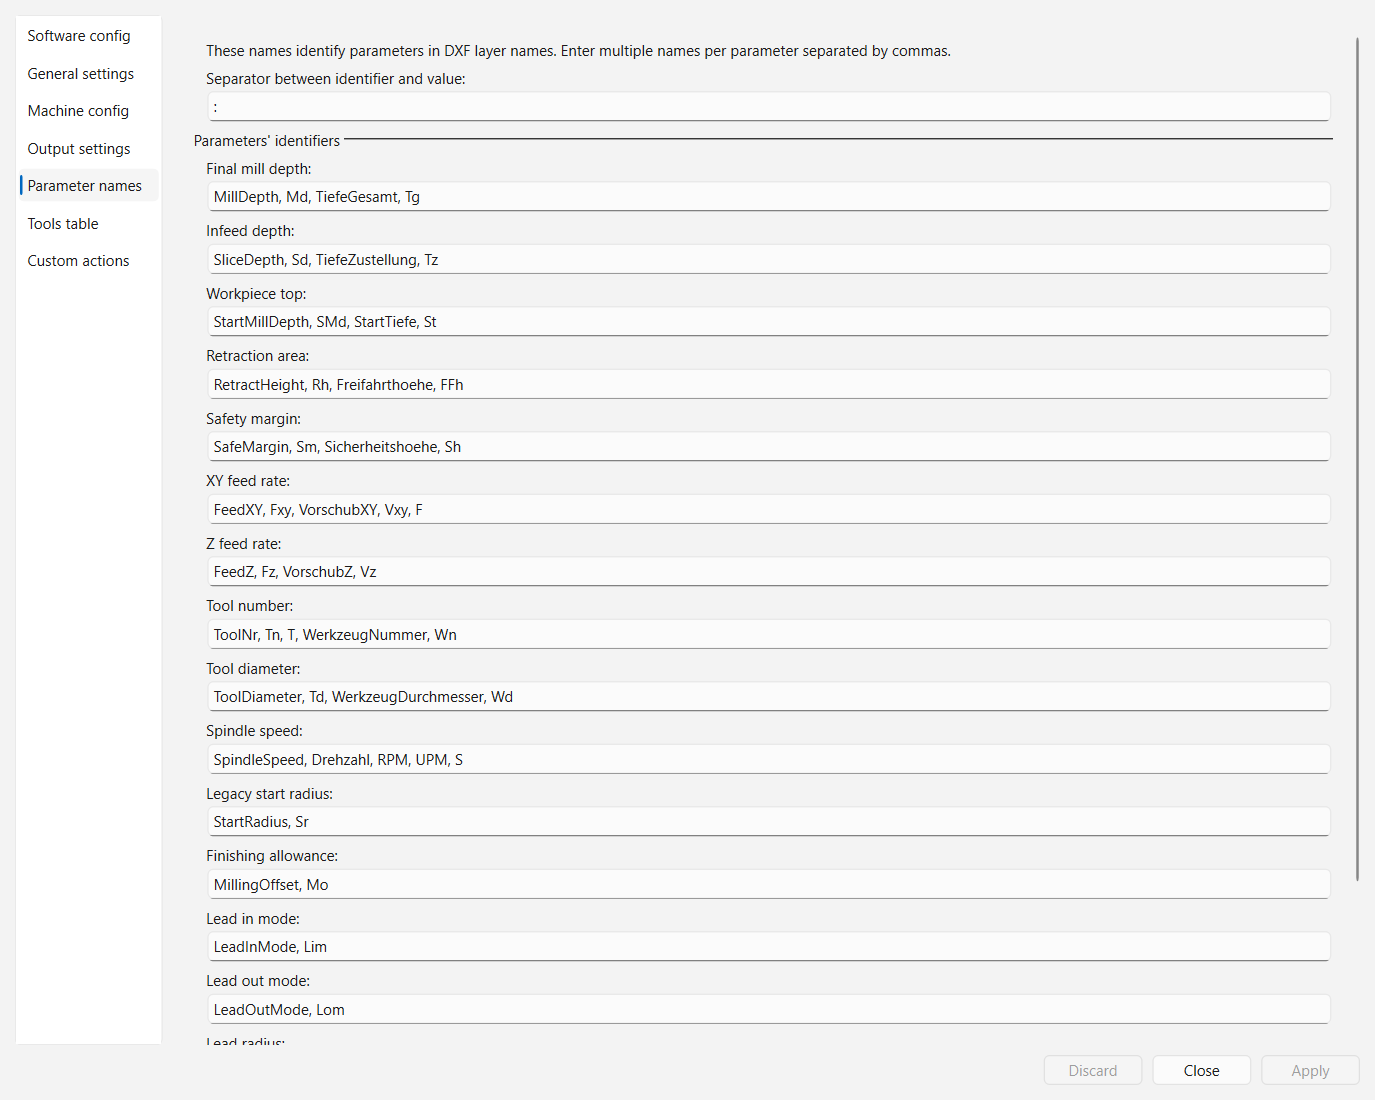 Software config
General settings
Machine config
Output settings
Parameter names
Tools table
Custom actions
These names identify parameters in DXF layer names. Enter multiple names per parameter separated by commas.
Separator between identifier and value:
:
Parameters' identifiers
Final mill depth:
MillDepth, Md, TiefeGesamt, Tg
Infeed depth:
SliceDepth, Sd, TiefeZustellung, Tz
Workpiece top:
StartMillDepth, SMd, StartTiefe, St
Retraction area:
RetractHeight, Rh, Freifahrthoehe, FFh
Safety margin:
SafeMargin, Sm, Sicherheitshoehe, Sh
XY feed rate:
FeedXY, Fxy, VorschubXY, Vxy, F
Z feed rate:
FeedZ, Fz, VorschubZ, Vz
Tool number:
ToolNr, Tn, T, WerkzeugNummer, Wn
Tool diameter:
ToolDiameter, Td, WerkzeugDurchmesser, Wd
Spindle speed:
SpindleSpeed, Drehzahl, RPM, UPM, S
Legacy start radius:
StartRadius, Sr
Finishing allowance:
MillingOffset, Mo
Lead in mode:
LeadInMode, Lim
Lead out mode:
LeadOutMode, Lom
Lead radius:
Discard
Close
Apply